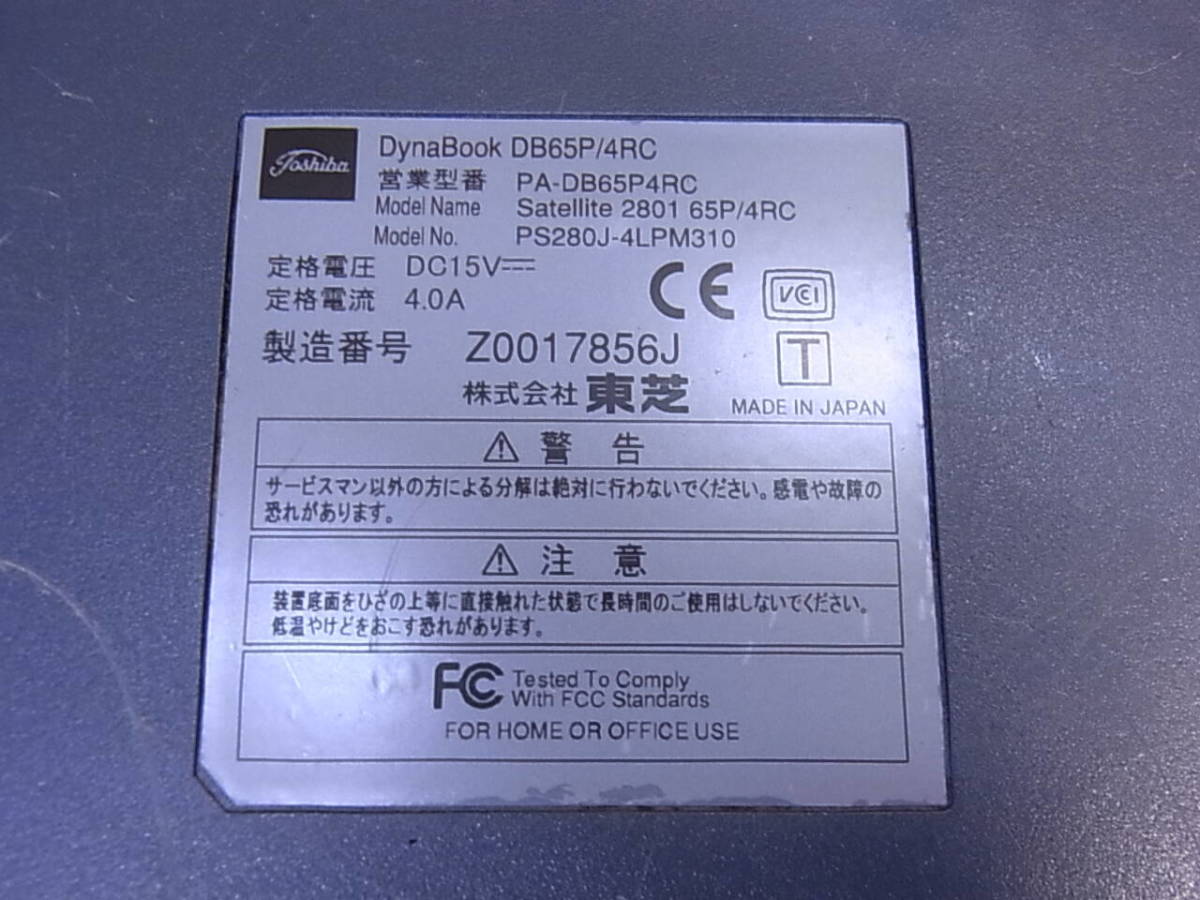 Toshiba
DynaBook DB65P/4RC
営業型番 PA-DB65P4RC
Model Name Satellite 2801 65P/4RC
Model No. PS280J-4LPM310
定格電圧 DC15V⎓
定格電流 4.0A
CE VCCI
製造番号 Z0017856J
T
株式会社 東芝
MADE IN JAPAN
⚠ 警 告
サービスマン以外の方による分解は絶対に行わないでください。感電や故障の
恐れがあります。
⚠ 注 意
装置底面をひざの上等に直接触れた状態で長時間のご使用はしないでください。
低温やけどをおこす恐れがあります。
FC Tested To Comply
With FCC Standards
FOR HOME OR OFFICE USE